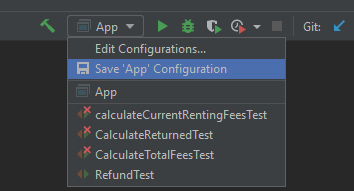 App
Git:
Edit Configurations...
Save 'App' Configuration
App
calculateCurrentRentingFeesTest
CalculateReturnedTest
CalculateTotalFeesTest
RefundTest